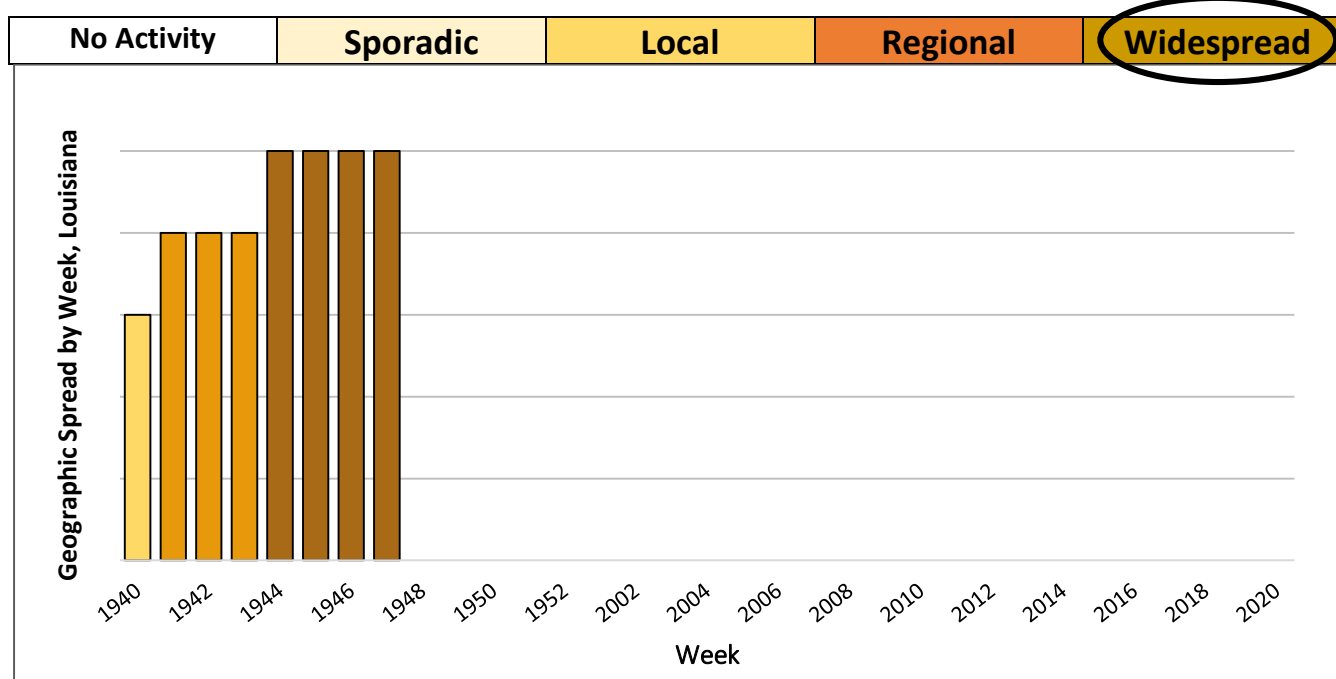 No Activity Sporadic Local Regional Widespread
Geographic Spread by Week, Louisiana
1940 1942 1944 1946 1948 1950 1952 2002 2004 2006 2008 2010 2012 2014 2016 2018 2020
Week